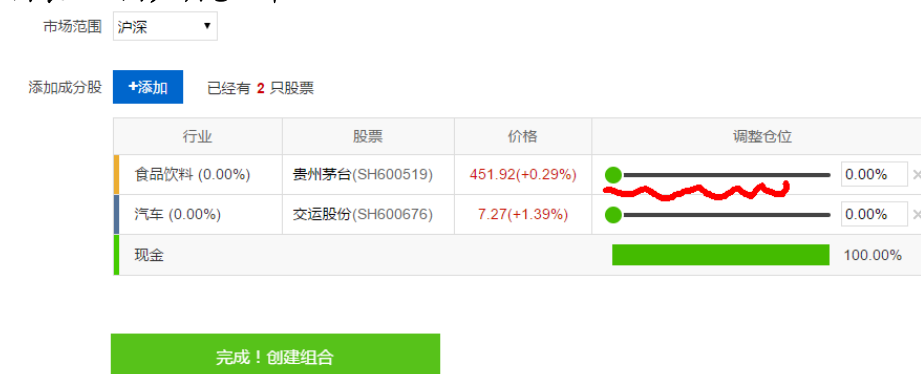 市场范围 沪深
添加成分股 +添加 已经有 2 只股票
行业 股票 价格 调整仓位
食品饮料 (0.00%) 贵州茅台(SH600519) 451.92(+0.29%) 0.00%
汽车 (0.00%) 交运股份(SH600676) 7.27(+1.39%) 0.00%
现金 100.00%
完成！创建组合